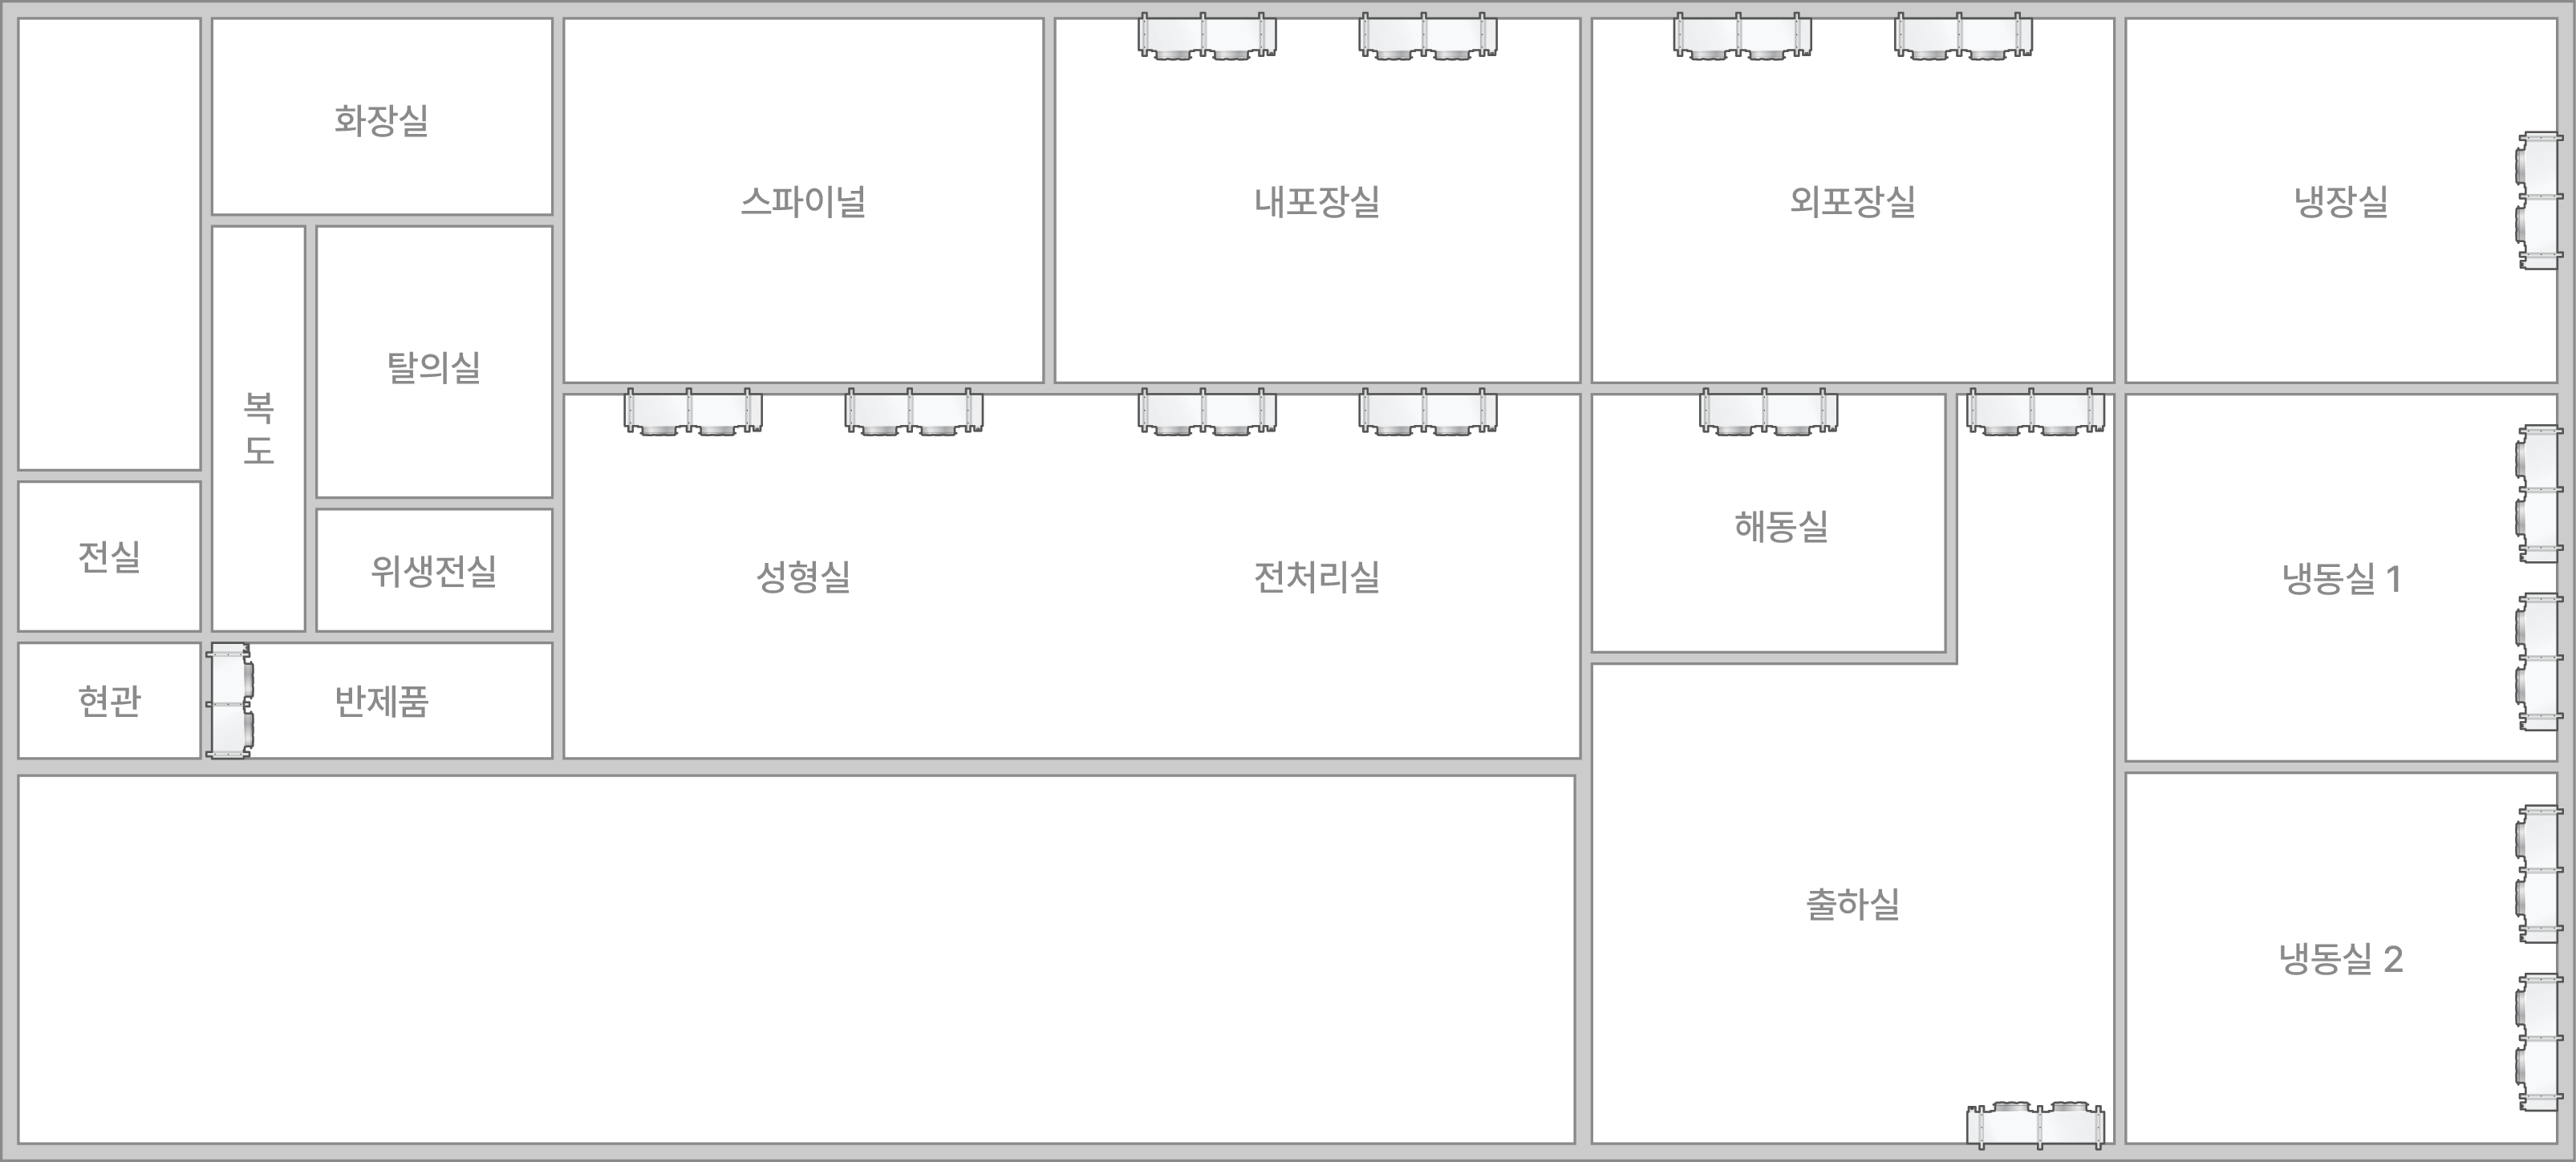 화장실
스파이널
내포장실
외포장실
냉장실
탈의실
복
도
전실
위생전실
성형실
전처리실
해동실
냉동실 1
현관
반제품
출하실
냉동실 2